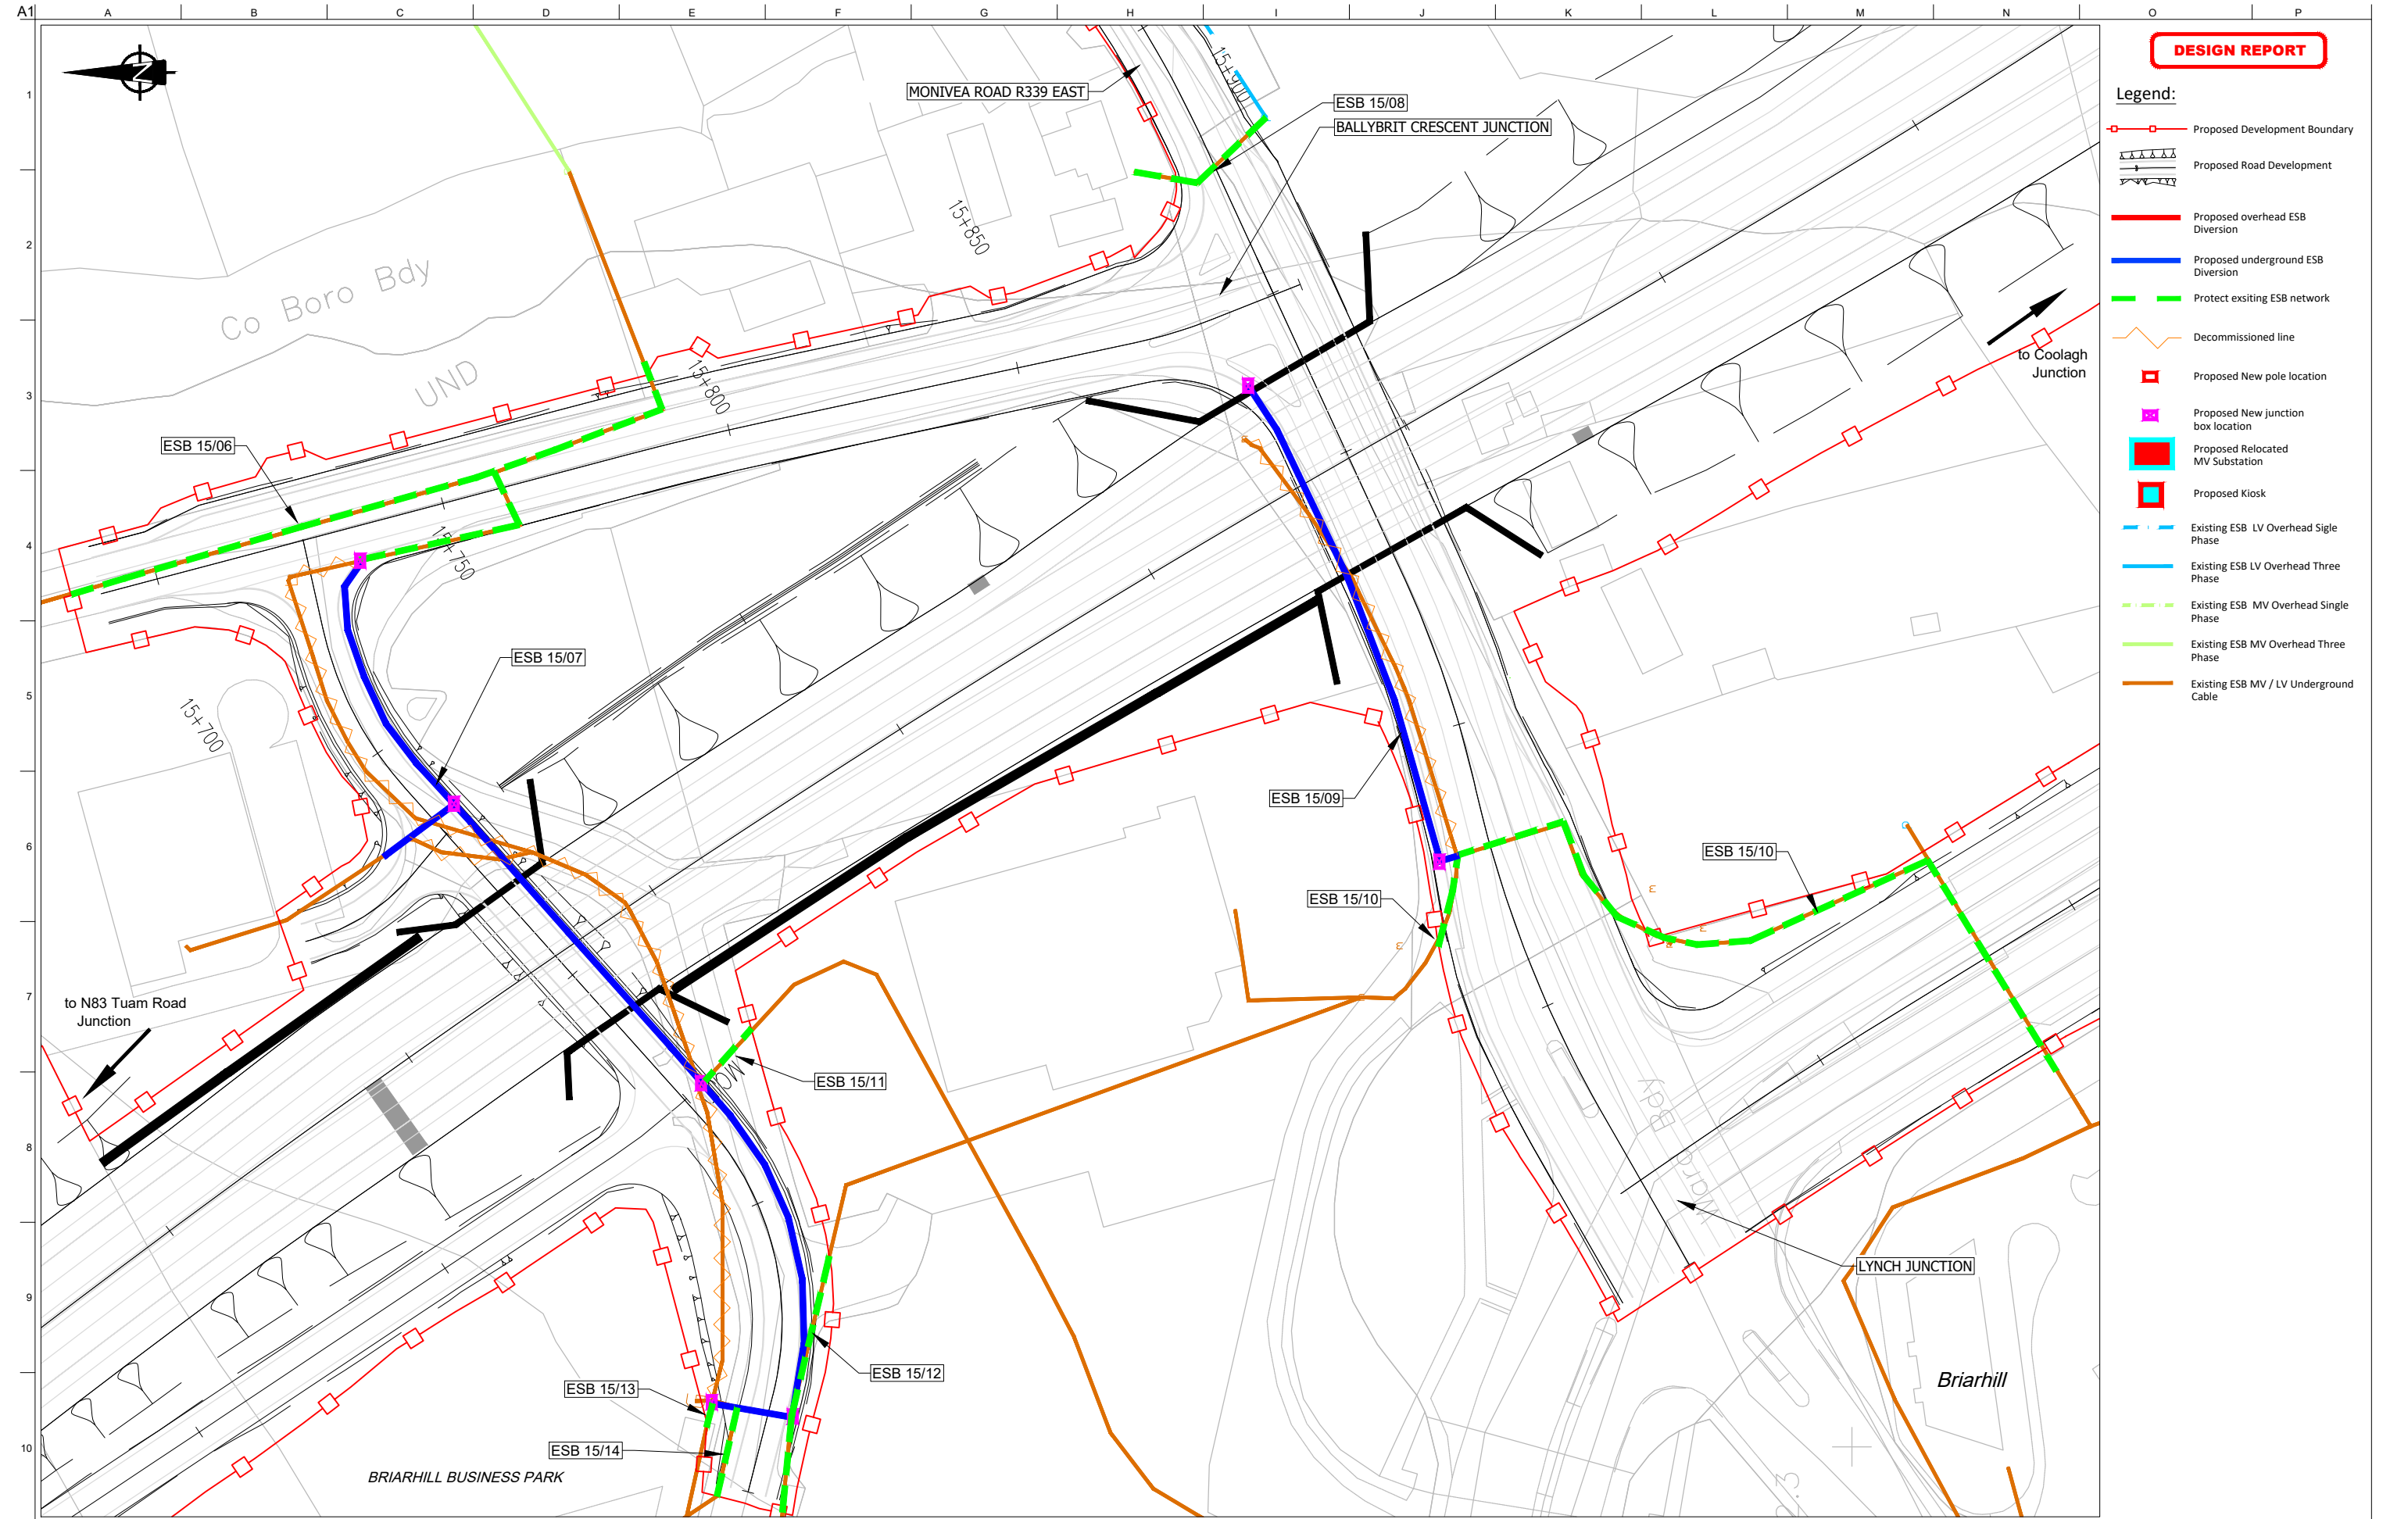 A1
A B C D E F G H I J K L M N O P
1
2
3
4
5
6
7
8
9
10
N
MONIVEA ROAD R339 EAST
15+900
ESB 15/08
BALLYBRIT CRESCENT JUNCTION
15+850
Co Boro Bdy
UND
15+800
ESB 15/06
15+750
ESB 15/07
15+700
to Coolagh
Junction
ESB 15/09
ESB 15/10
ESB 15/10
to N83 Tuam Road
Junction
ESB 15/11
Ward Bdy
LYNCH JUNCTION
ESB 15/12
ESB 15/13
ESB 15/14
BRIARHILL BUSINESS PARK
Briarhill
DESIGN REPORT
Legend:
Proposed Development Boundary
Proposed Road Development
Proposed overhead ESB
Diversion
Proposed underground ESB
Diversion
Protect exsiting ESB network
Decommissioned line
Proposed New pole location
Proposed New junction
box location
Proposed Relocated
MV Substation
Proposed Kiosk
Existing ESB LV Overhead Sigle
Phase
Existing ESB LV Overhead Three
Phase
Existing ESB MV Overhead Single
Phase
Existing ESB MV Overhead Three
Phase
Existing ESB MV / LV Underground
Cable